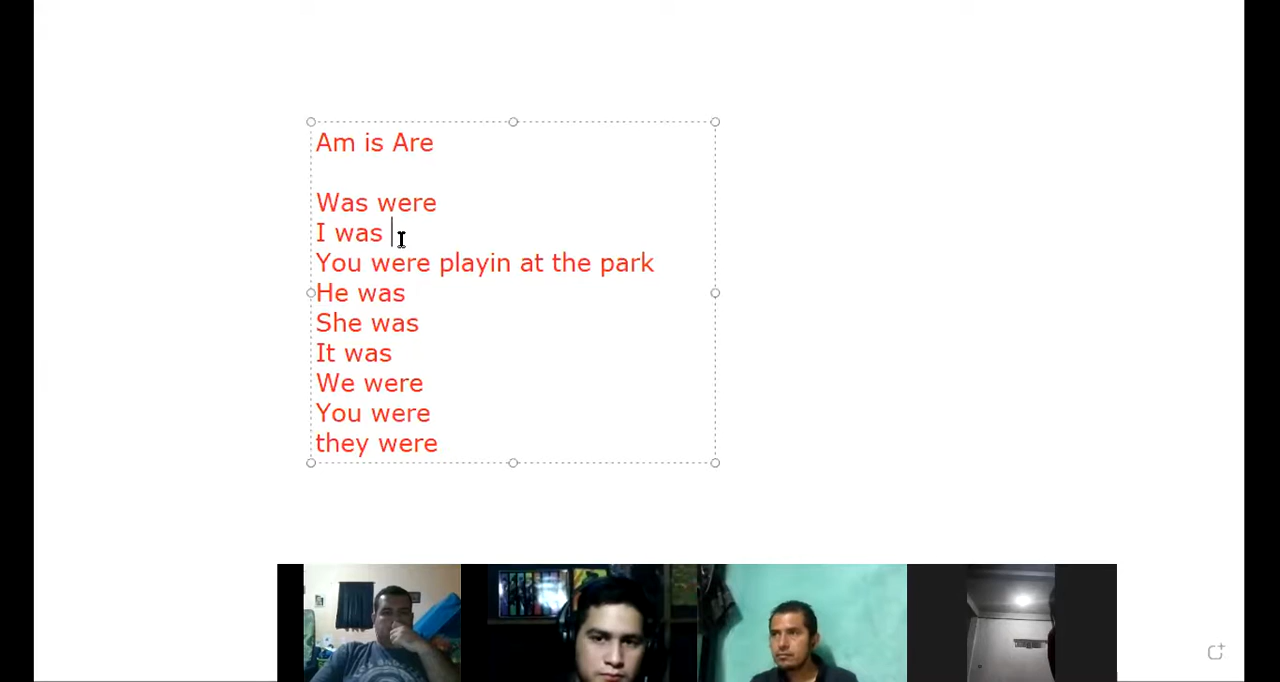 Am is Are
Was were
I was
You were playin at the park
He was
She was
It was
We were
You were
they were